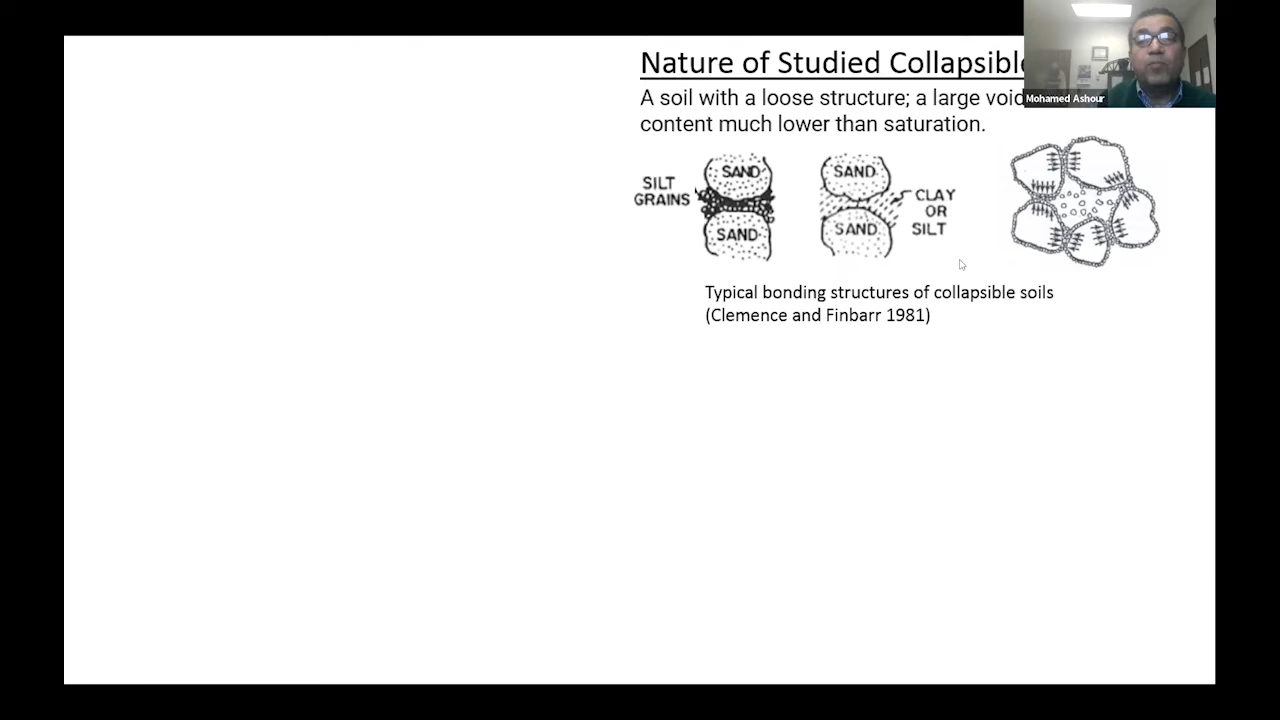 Nature of Studied Collapsible
A soil with a loose structure; a large void
content much lower than saturation.
Mohamed Ashour
SILT
GRAINS
SAND
SAND
SAND
SAND
CLAY
OR
SILT
Typical bonding structures of collapsible soils
(Clemence and Finbarr 1981)